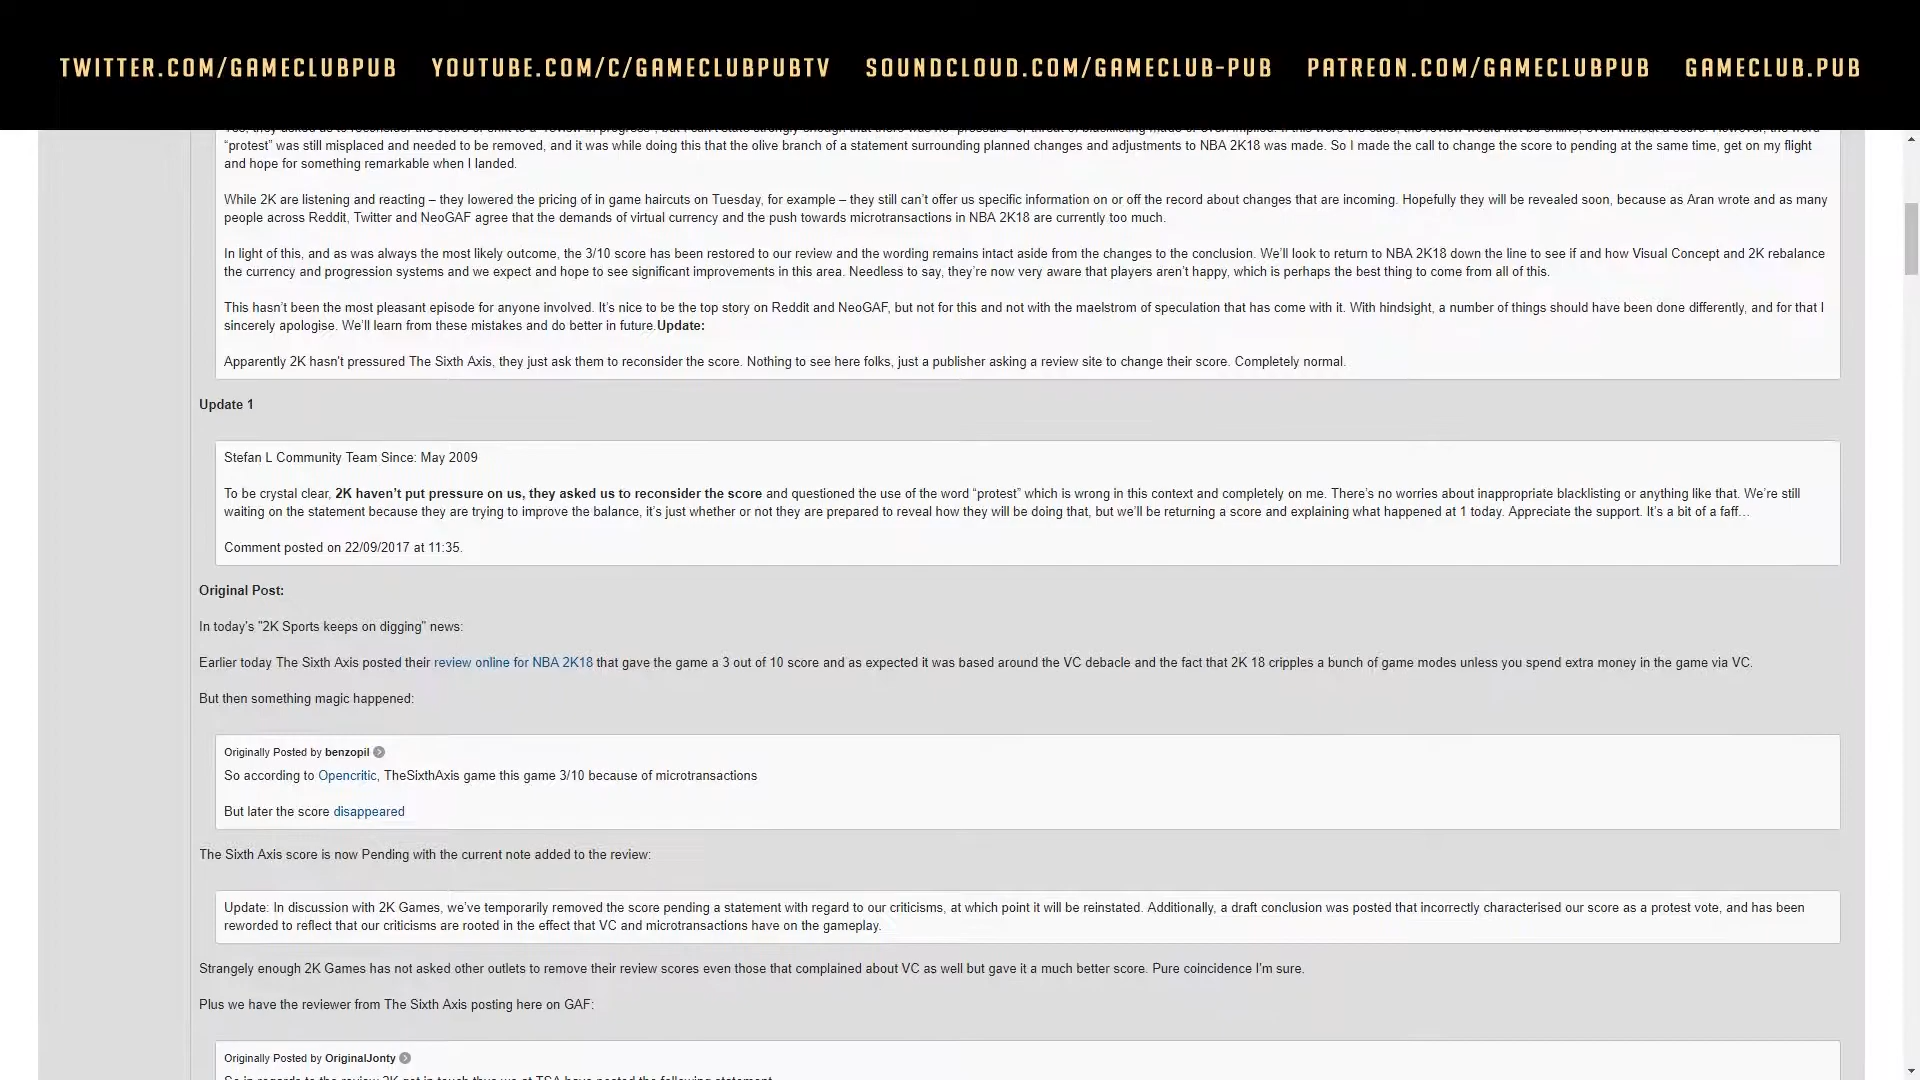 TWITTER.COM/GAMECLUBPUB YOUTUBE.COM/C/GAMECLUBPUBTV SOUNDCLOUD.COM/GAMECLUB-PUB PATREON.COM/GAMECLUBPUB GAMECLUB.PUB
“protest” was still misplaced and needed to be removed, and it was while doing this that the olive branch of a statement surrounding planned changes and adjustments to NBA 2K18 was made. So I made the call to change the score to pending at the same time, get on my flight
and hope for something remarkable when I landed.
While 2K are listening and reacting – they lowered the pricing of in game haircuts on Tuesday, for example – they still can’t offer us specific information on or off the record about changes that are incoming. Hopefully they will be revealed soon, because as Aran wrote and as many
people across Reddit, Twitter and NeoGAF agree that the demands of virtual currency and the push towards microtransactions in NBA 2K18 are currently too much.
In light of this, and as was always the most likely outcome, the 3/10 score has been restored to our review and the wording remains intact aside from the changes to the conclusion. We’ll look to return to NBA 2K18 down the line to see if and how Visual Concept and 2K rebalance
the currency and progression systems and we expect and hope to see significant improvements in this area. Needless to say, they’re now very aware that players aren’t happy, which is perhaps the best thing to come from all of this.
This hasn’t been the most pleasant episode for anyone involved. It’s nice to be the top story on Reddit and NeoGAF, but not for this and not with the maelstrom of speculation that has come with it. With hindsight, a number of things should have been done differently, and for that I
sincerely apologise. We’ll learn from these mistakes and do better in future.Update:
Apparently 2K hasn't pressured The Sixth Axis, they just ask them to reconsider the score. Nothing to see here folks, just a publisher asking a review site to change their score. Completely normal.
Update 1
Stefan L Community Team Since: May 2009
To be crystal clear, 2K haven’t put pressure on us, they asked us to reconsider the score and questioned the use of the word “protest” which is wrong in this context and completely on me. There’s no worries about inappropriate blacklisting or anything like that. We’re still
waiting on the statement because they are trying to improve the balance, it’s just whether or not they are prepared to reveal how they will be doing that, but we’ll be returning a score and explaining what happened at 1 today. Appreciate the support. It’s a bit of a faff…
Comment posted on 22/09/2017 at 11:35.
Original Post:
In today's "2K Sports keeps on digging" news:
Earlier today The Sixth Axis posted their review online for NBA 2K18 that gave the game a 3 out of 10 score and as expected it was based around the VC debacle and the fact that 2K 18 cripples a bunch of game modes unless you spend extra money in the game via VC.
But then something magic happened:
Originally Posted by benzopil
So according to Opencritic, TheSixthAxis game this game 3/10 because of microtransactions
But later the score disappeared
The Sixth Axis score is now Pending with the current note added to the review:
Update: In discussion with 2K Games, we’ve temporarily removed the score pending a statement with regard to our criticisms, at which point it will be reinstated. Additionally, a draft conclusion was posted that incorrectly characterised our score as a protest vote, and has been
reworded to reflect that our criticisms are rooted in the effect that VC and microtransactions have on the gameplay.
Strangely enough 2K Games has not asked other outlets to remove their review scores even those that complained about VC as well but gave it a much better score. Pure coincidence I'm sure.
Plus we have the reviewer from The Sixth Axis posting here on GAF:
Originally Posted by OriginalJonty